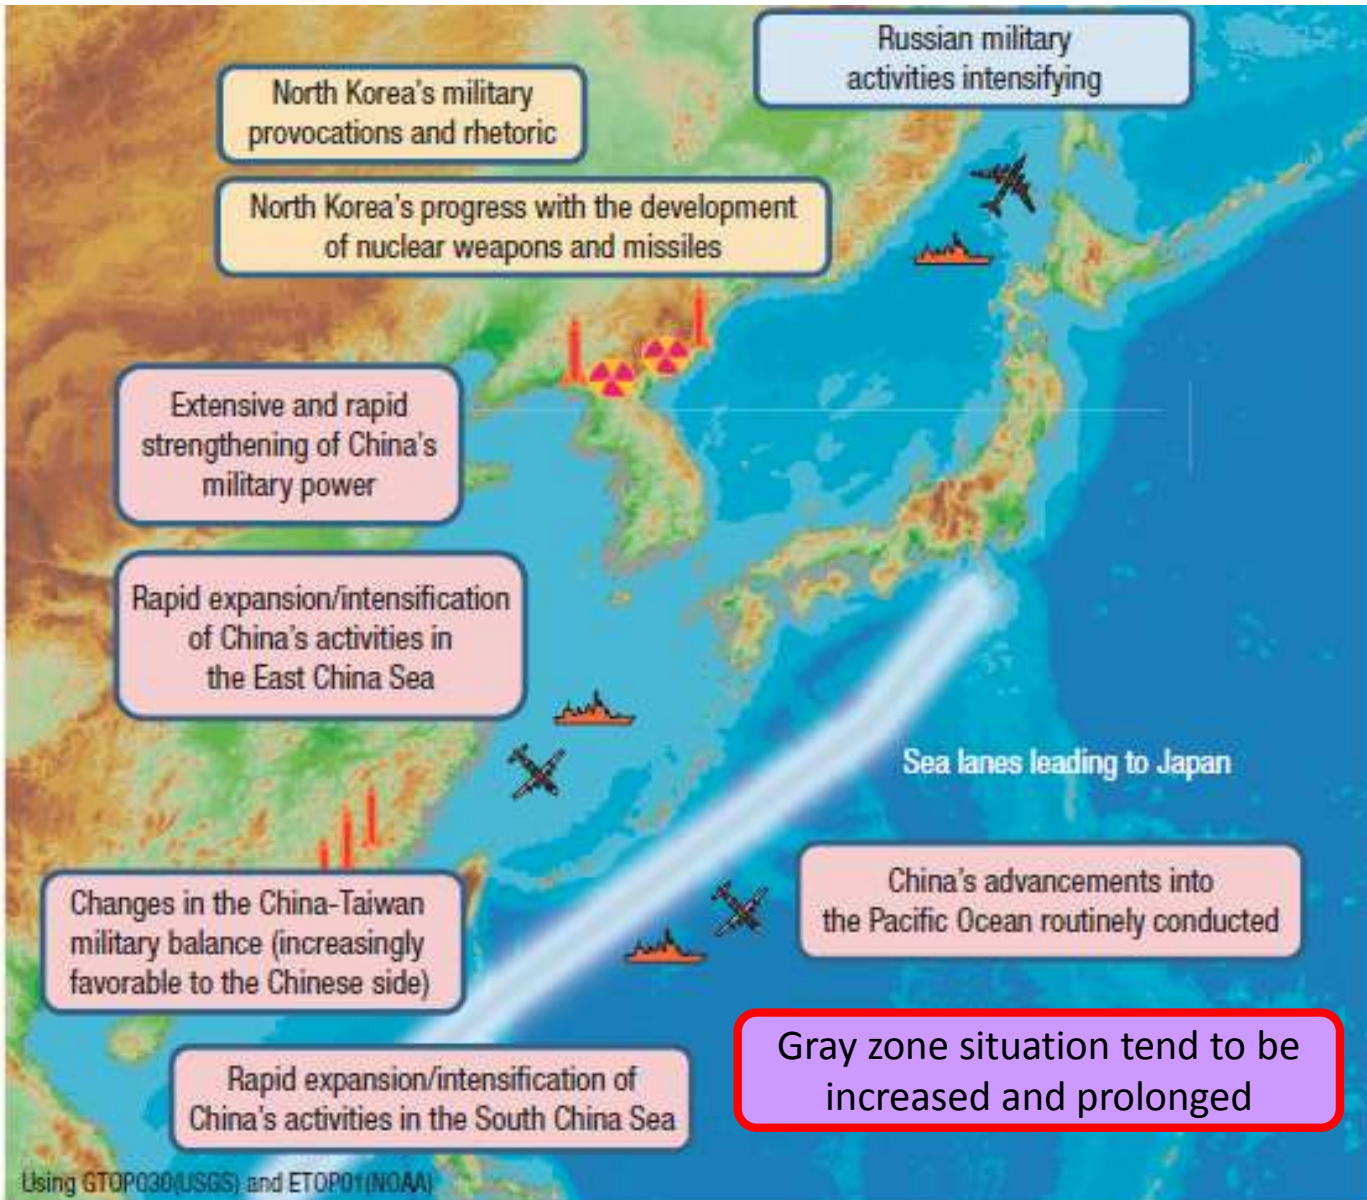 Russian military
activities intensifying
North Korea's military
provocations and rhetoric
North Korea's progress with the development
of nuclear weapons and missiles
Extensive and rapid
strengthening of China's
military power
Rapid expansion/intensification
of China's activities in
the East China Sea
Sea lanes leading to Japan
Changes in the China-Taiwan
military balance (increasingly
favorable to the Chinese side)
China's advancements into
the Pacific Ocean routinely conducted
Gray zone situation tend to be
increased and prolonged
Rapid expansion/intensification of
China's activities in the South China Sea
Using GTOPO30(USGS) and ETOPO1(NOAA)